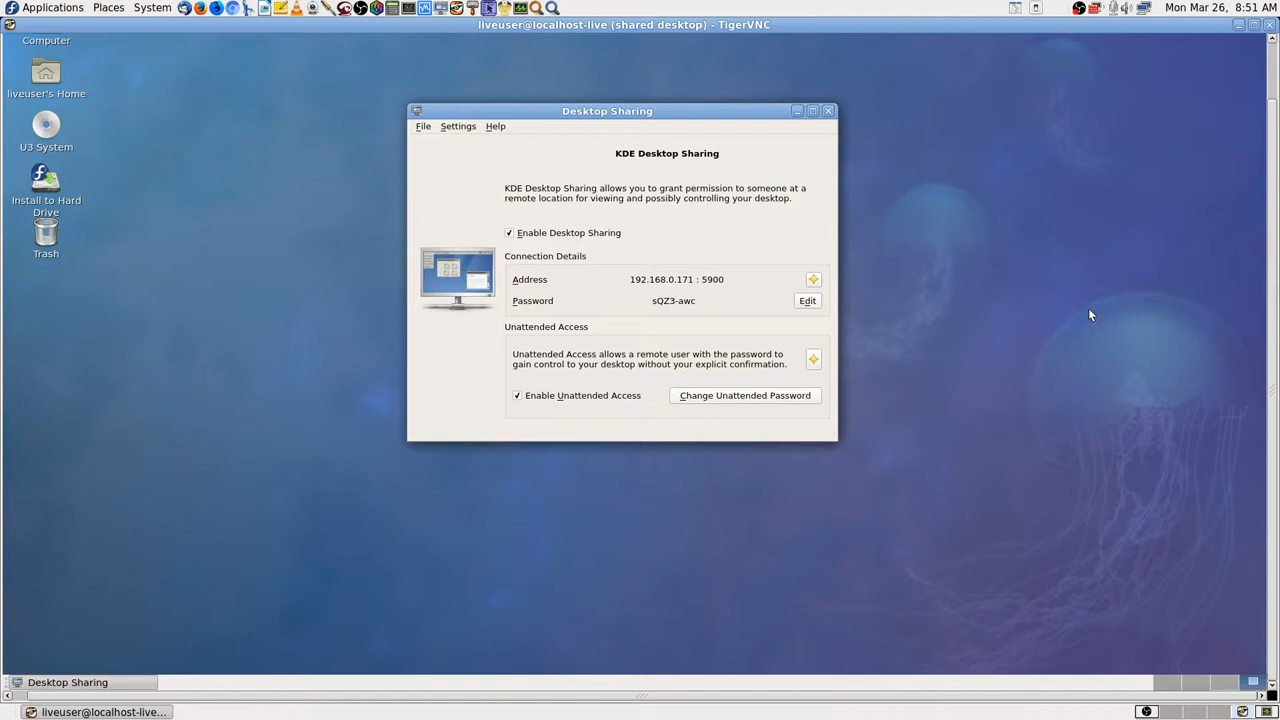 Applications Places System
Mon Mar 26, 8:51 AM
liveuser@localhost-live (shared desktop) - TigerVNC
Computer
liveuser's Home
U3 System
Install to Hard
Drive
Trash
Desktop Sharing
File Settings Help
KDE Desktop Sharing
KDE Desktop Sharing allows you to grant permission to someone at a
remote location for viewing and possibly controlling your desktop.
Enable Desktop Sharing
Connection Details
Address 192.168.0.171 : 5900
Password sQZ3-awc Edit
Unattended Access
Unattended Access allows a remote user with the password to
gain control to your desktop without your explicit confirmation.
Enable Unattended Access Change Unattended Password
Desktop Sharing
liveuser@localhost-live...